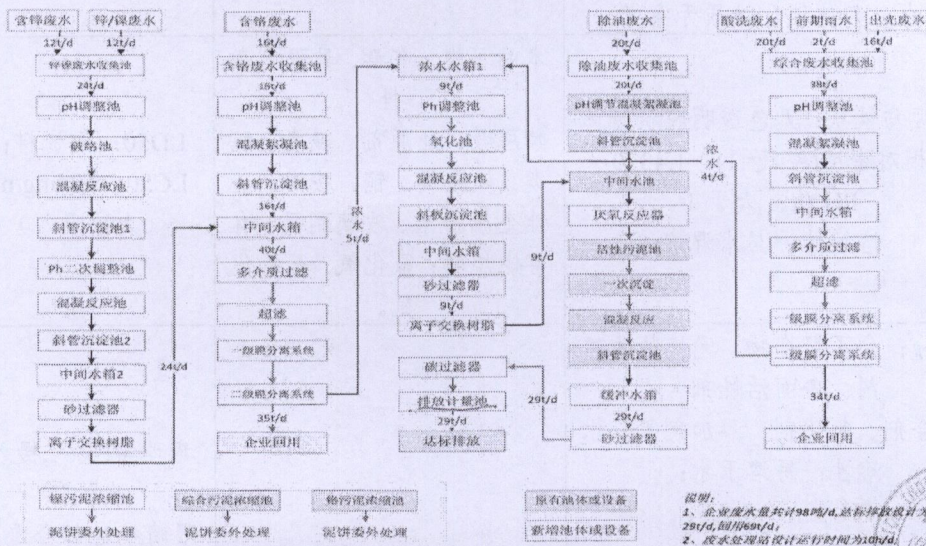 含锌废水
锌/镍废水
12t/d
12t/d
锌镍废水收集池
24t/d
pH调整池
破络池
混凝反应池
斜管沉淀池1
Ph二次调整池
混凝反应池
斜管沉淀池2
中间水箱2
砂过滤器
离子交换树脂
24t/d
含铬废水
16t/d
含铬废水收集池
16t/d
pH调整池
混凝絮凝池
斜管沉淀池
16t/d
中间水箱
40t/d
多介质过滤
超滤
一级膜分离系统
二级膜分离系统
35t/d
企业回用
浓水
5t/d
浓水水箱1
9t/d
Ph调整池
氧化池
混凝反应池
斜板沉淀池
中间水箱
砂过滤器
9t/d
离子交换树脂
9t/d
碳过滤器
排放计量池
29t/d
达标排放
除油废水
20t/d
除油废水收集池
20t/d
pH调节混凝絮凝池
斜管沉淀池
中间水池
厌氧反应器
活性污泥池
一次沉淀
混凝反应
斜管沉淀池
缓冲水箱
29t/d
砂过滤器
29t/d
酸洗废水
前期雨水
出光废水
20t/d
2t/d
16t/d
综合废水收集池
38t/d
pH调整池
混凝絮凝池
斜管沉淀池
中间水箱
多介质过滤
超滤
一级膜分离系统
二级膜分离系统
34t/d
企业回用
浓水
4t/d
镍污泥浓缩池
综合污泥浓缩池
铬污泥浓缩池
泥饼委外处理
泥饼委外处理
泥饼委外处理
原有池体或设备
新增池体或设备
说明:
1、企业废水量共计98吨/d,达标排放设计为
29t/d,回用69t/d;
2、废水处理站设计运行时间为10h/d